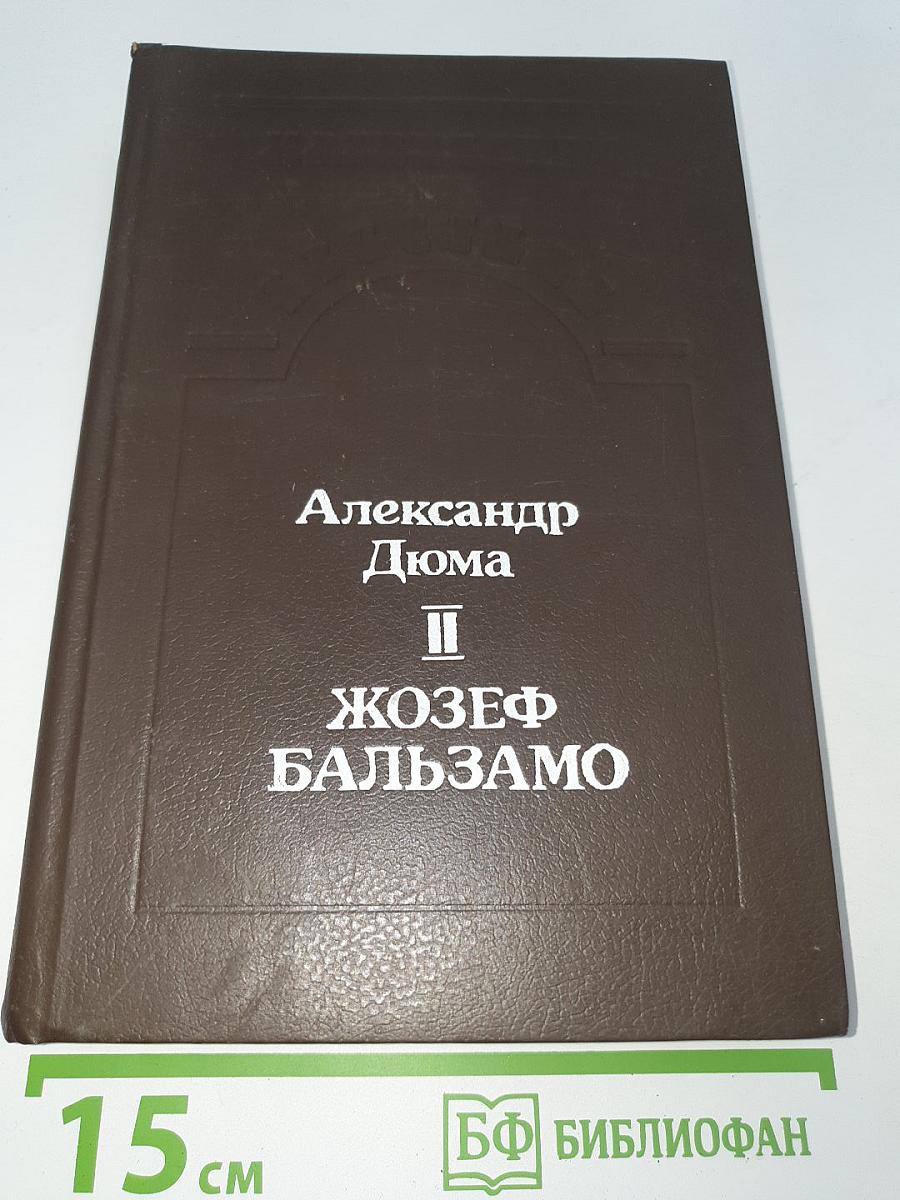 Александр
Дюма
II
ЖОЗЕФ
БАЛЬЗАМО
15 см
БФ БИБЛИОФАН